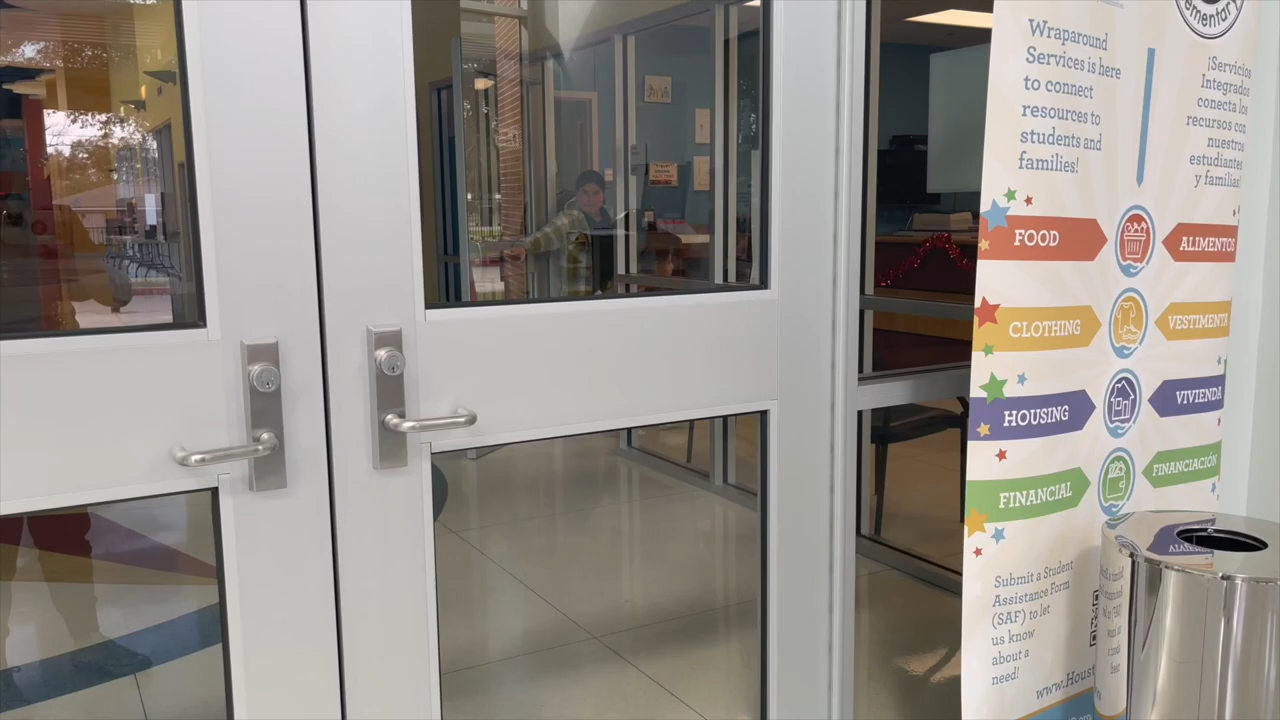 ementary
Wraparound
Services is here
to connect
resources to
students and
families!
¡Servicios
Integrados
conecta los
recursos con
nuestros
estudiantes
y familias!
FOOD
ALIMENTOS
CLOTHING
VESTIMENTA
HOUSING
VIVIENDA
FINANCIAL
FINANCIACIÓN
Submit a Student
Assistance Form
(SAF) to let
us know
about a
need!
www.Houst